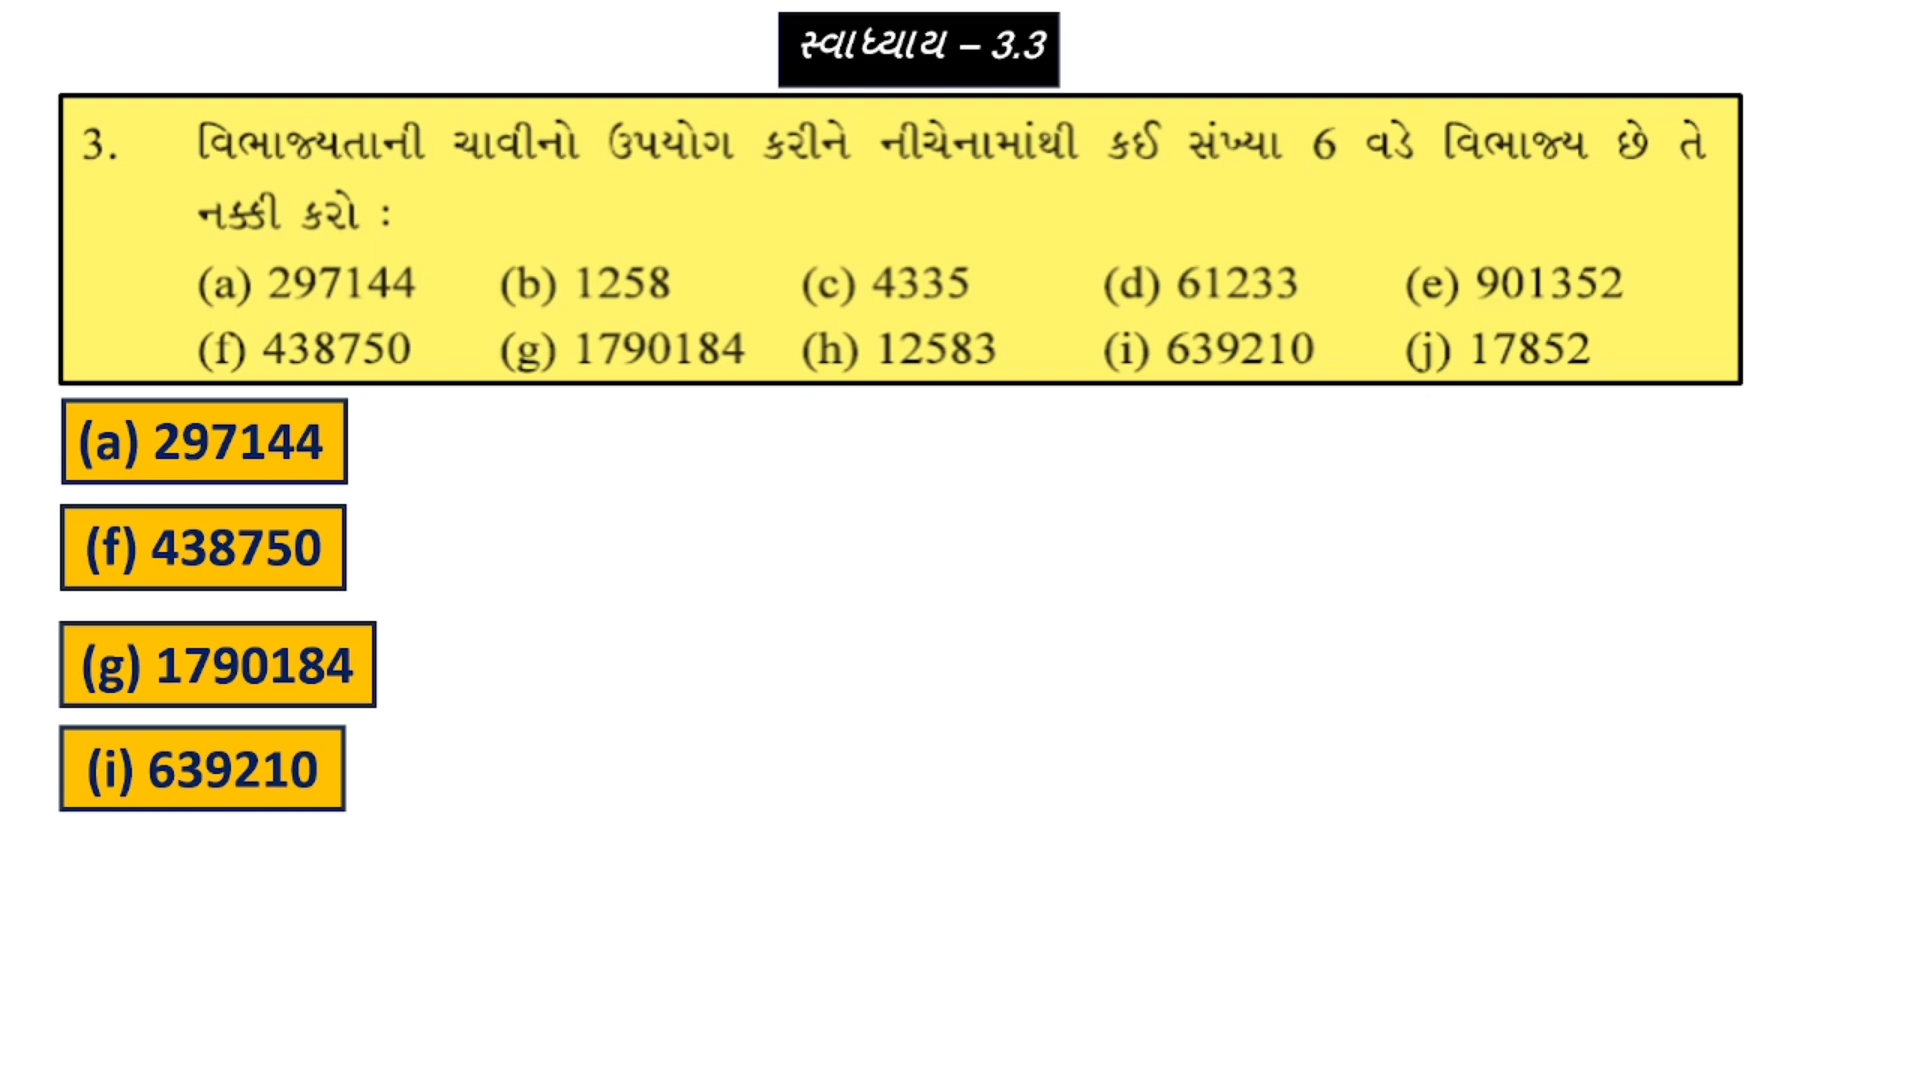 સ્વાધ્યાય – 3.3
3. વિભાજ્યતાની ચાવીનો ઉપયોગ કરીને નીચેનામાંથી કઈ સંખ્યા 6 વડે વિભાજ્ય છે તે
નક્કી કરો :
(a) 297144 (b) 1258 (c) 4335 (d) 61233 (e) 901352
(f) 438750 (g) 1790184 (h) 12583 (i) 639210 (j) 17852
(a) 297144
(f) 438750
(g) 1790184
(i) 639210